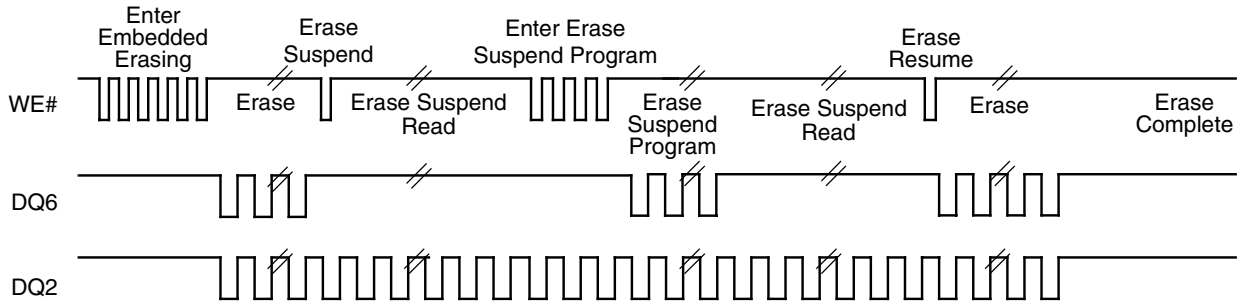 Enter
Embedded
Erasing
Erase
Suspend
Enter Erase
Suspend Program
Erase
Resume
WE#
Erase
Erase Suspend
Read
Erase
Suspend
Program
Erase Suspend
Read
Erase
Erase
Complete
DQ6
DQ2